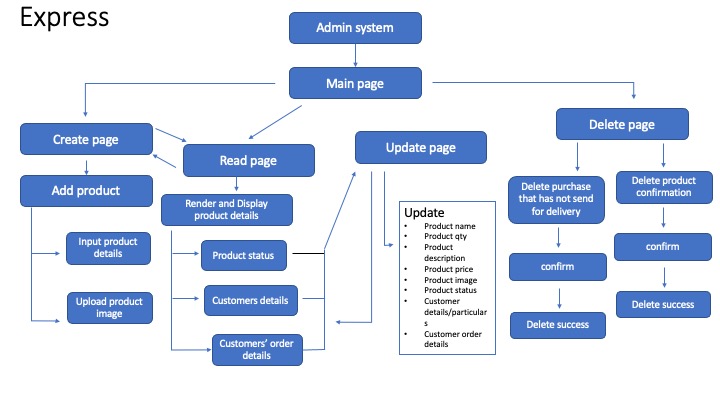 Express
Admin system
Main page
Create page
Read page
Update page
Delete page
Add product
Render and Display
product details
Input product
details
Upload product
image
Product status
Customers details
Customers' order
details
Update
• Product name
• Product qty
• Product
description
• Product price
• Product image
• Product status
• Customer
details/particular
s
• Customer order
details
Delete purchase
that has not send
for delivery
confirm
Delete success
Delete product
confirmation
confirm
Delete success